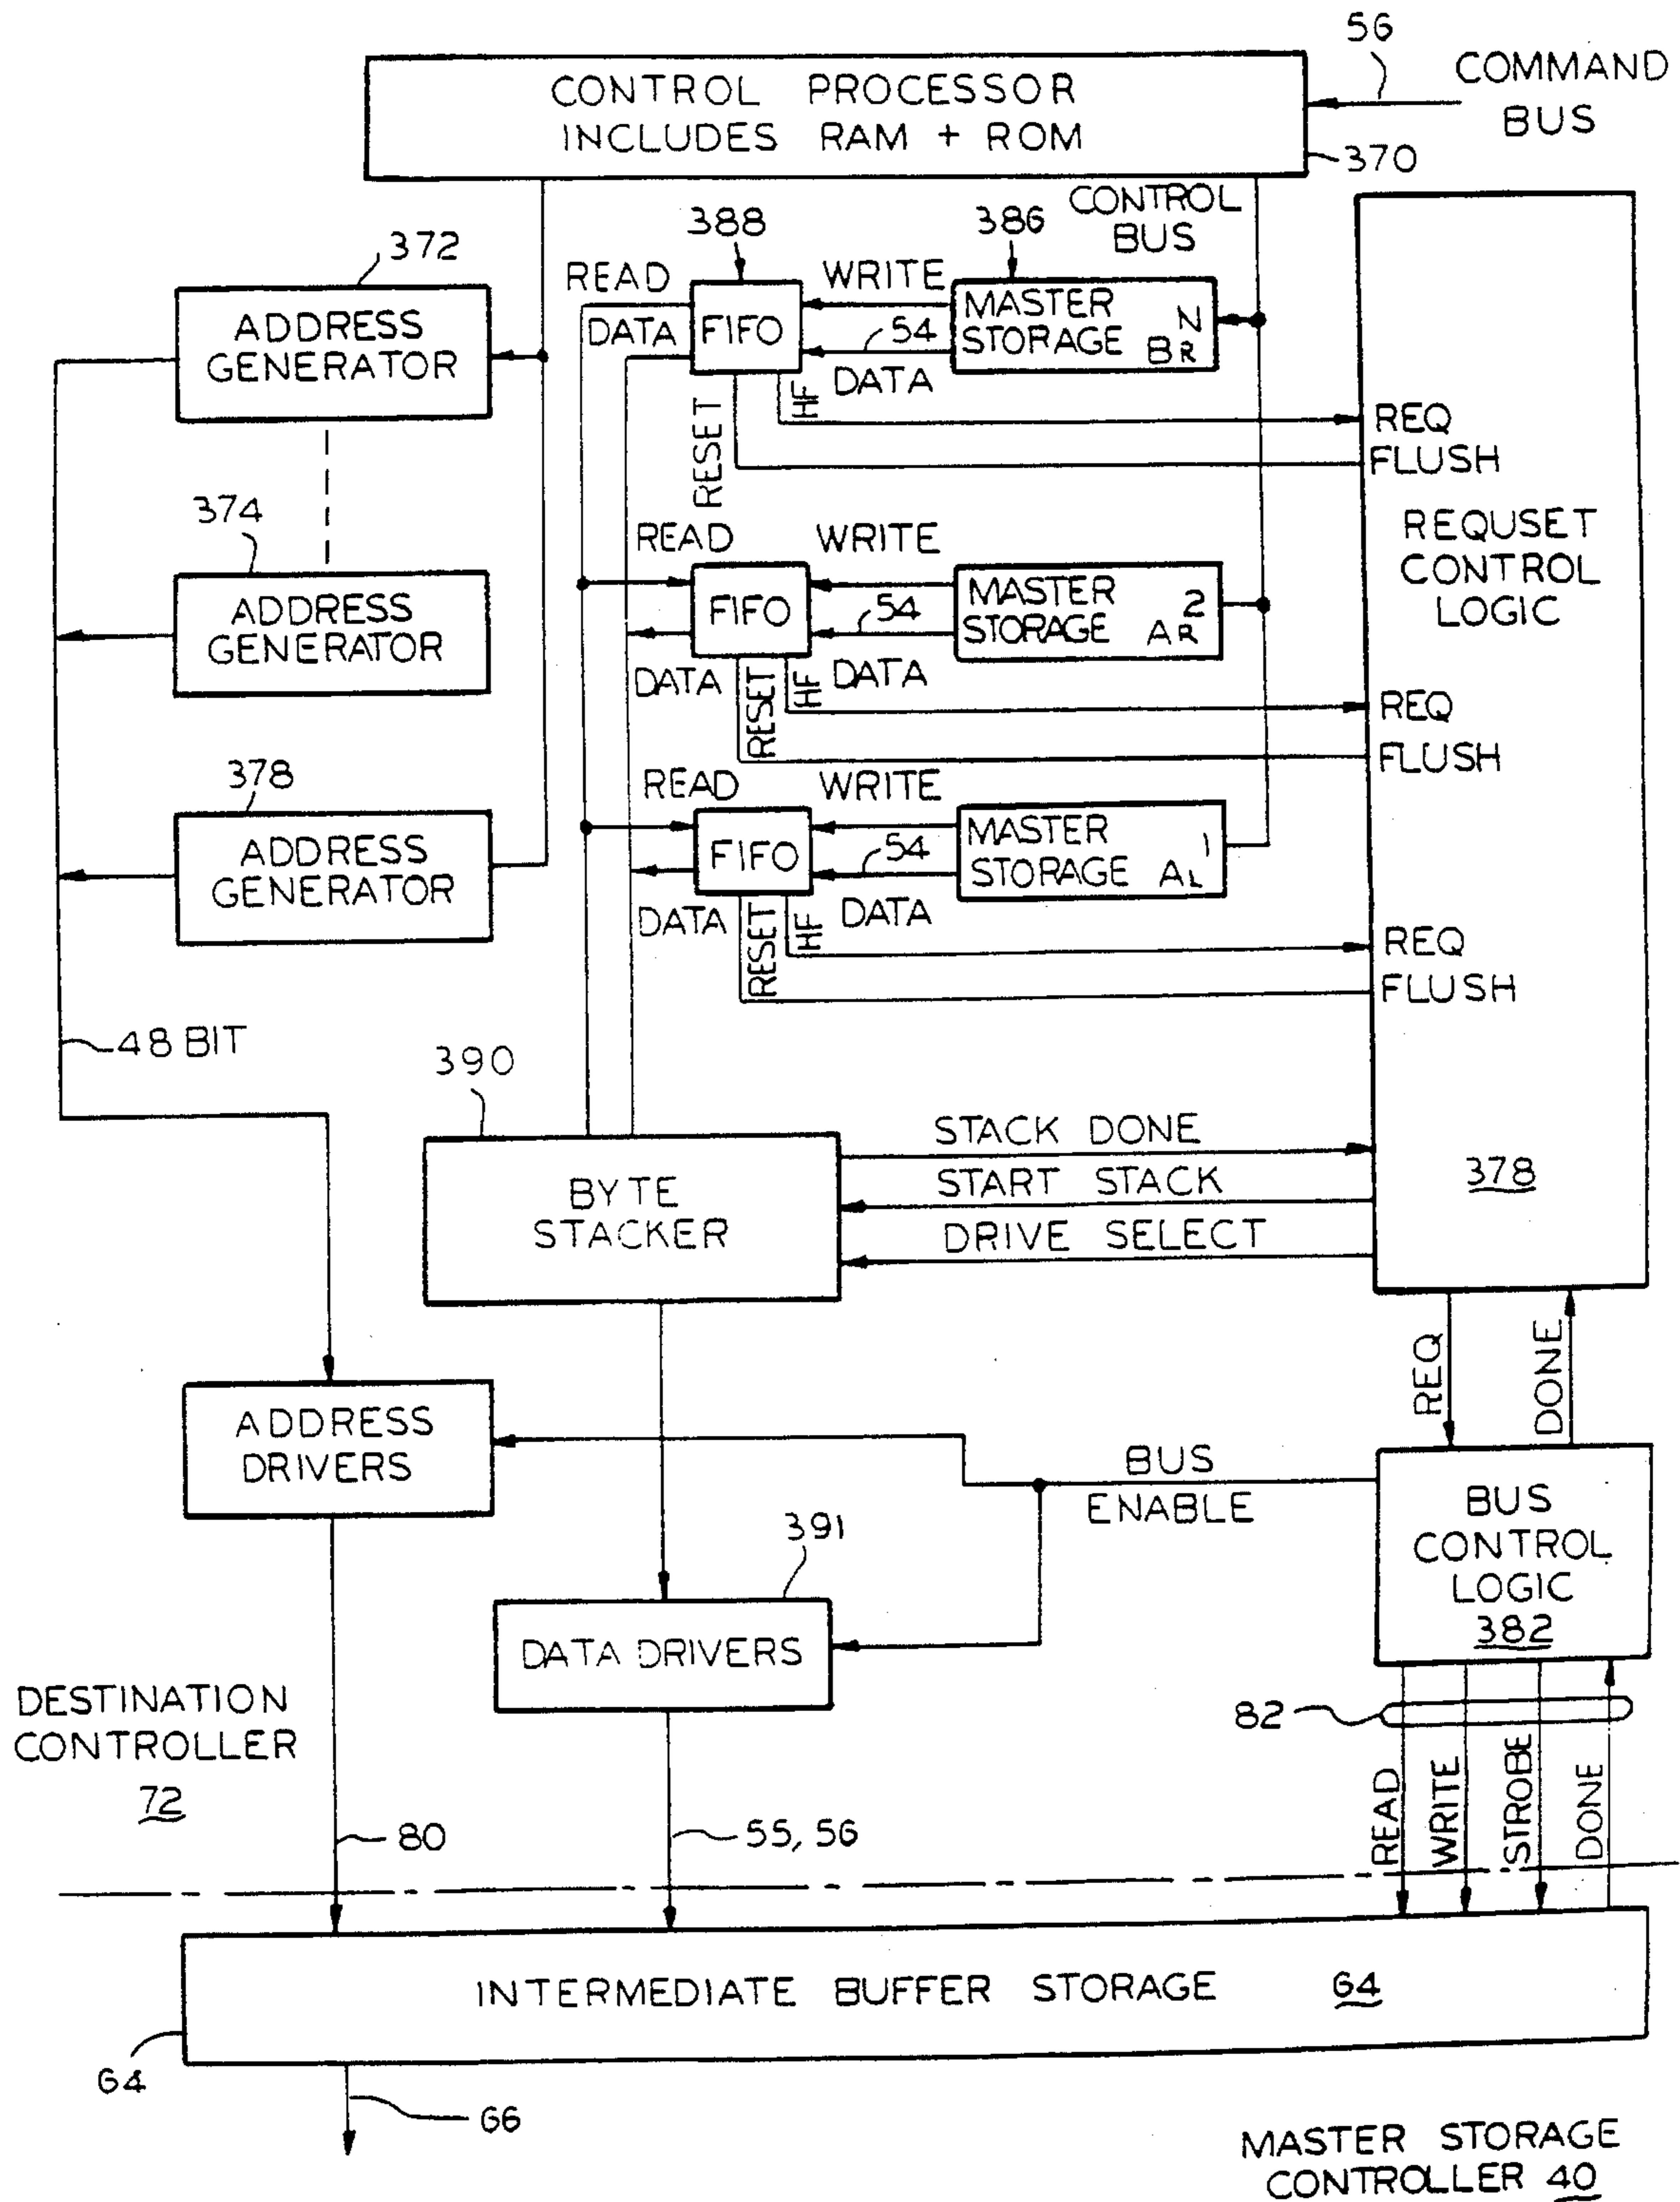 56
COMMAND
BUS
CONTROL PROCESSOR
INCLUDES RAM + ROM
370
CONTROL
BUS
388
386
372
READ
WRITE
ADDRESS
GENERATOR
DATA
FIFO
54
DATA
MASTER
STORAGE
N
BR
RESET
HF
REQ
FLUSH
REQUSET
CONTROL
LOGIC
374
ADDRESS
GENERATOR
READ
WRITE
FIFO
54
MASTER
STORAGE
2
AR
DATA
DATA
RESET
HF
REQ
FLUSH
378
ADDRESS
GENERATOR
READ
WRITE
FIFO
54
MASTER
STORAGE
1
AL
DATA
DATA
RESET
HF
REQ
FLUSH
48 BIT
390
BYTE
STACKER
STACK DONE
START STACK
DRIVE SELECT
378
REQ
DONE
ADDRESS
DRIVERS
BUS
ENABLE
BUS
CONTROL
LOGIC
382
391
DATA DRIVERS
DESTINATION
CONTROLLER
72
82
READ
WRITE
STROBE
DONE
80
55, 56
INTERMEDIATE BUFFER STORAGE 64
64
66
MASTER STORAGE
CONTROLLER 40